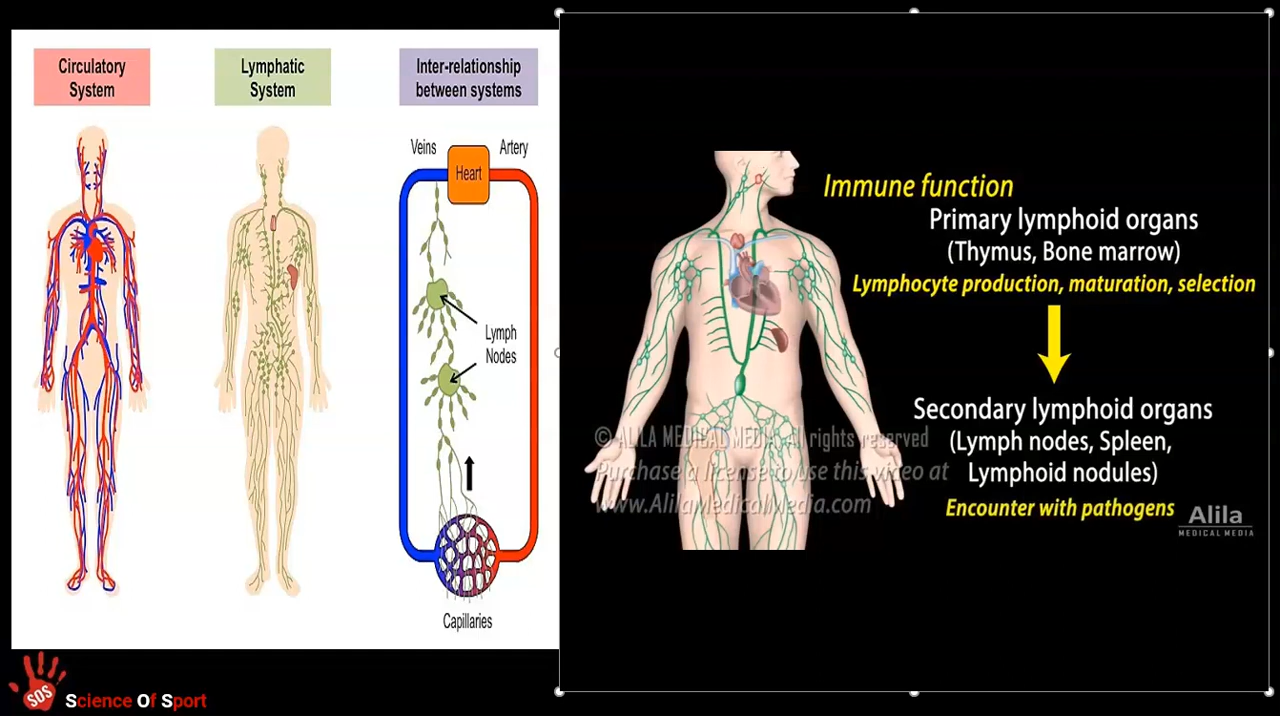 Circulatory
System
Lymphatic
System
Inter-relationship
between systems
Veins
Artery
Heart
Lymph
Nodes
Capillaries
SOS
Science Of Sport
Immune function
Primary lymphoid organs
(Thymus, Bone marrow)
Lymphocyte production, maturation, selection
Secondary lymphoid organs
(Lymph nodes, Spleen,
Lymphoid nodules)
Encounter with pathogens
© ALILA MEDICAL MEDIA All rights reserved
Purchase a license to use this video at
www.AlilaMedicalMedia.com
Alila
MEDICAL MEDIA